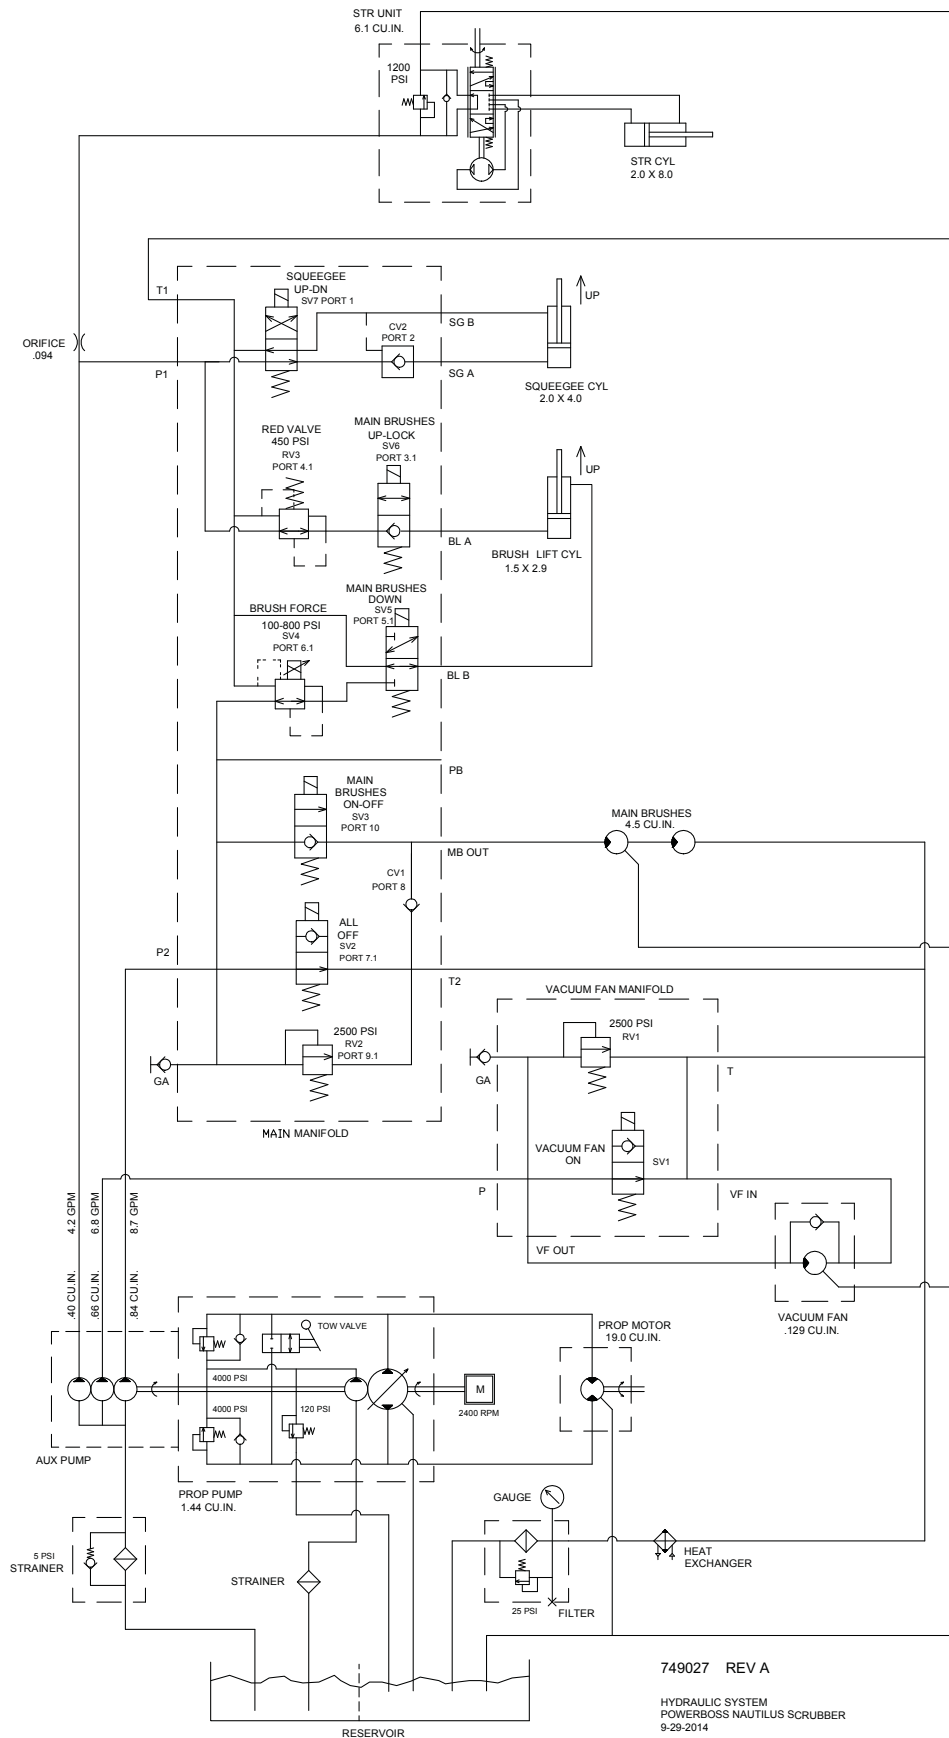 STR UNIT
6.1 CU.IN.
1200
PSI
STR CYL
2.0 X 8.0
T1
SQUEEGEE
UP-DN
SV7 PORT 1
UP
SG B
CV2
PORT 2
ORIFICE
.094
P1
SG A
SQUEEGEE CYL
2.0 X 4.0
RED VALVE
450 PSI
RV3
PORT 4.1
MAIN BRUSHES
UP-LOCK
SV6
PORT 3.1
UP
BL A
BRUSH LIFT CYL
1.5 X 2.9
MAIN BRUSHES
DOWN
SV5
PORT 5.1
BRUSH FORCE
100-800 PSI
SV4
PORT 6.1
BL B
PB
MAIN
BRUSHES
ON-OFF
SV3
PORT 10
MAIN BRUSHES
4.5 CU.IN.
MB OUT
CV1
PORT 8
ALL
OFF
SV2
PORT 7.1
P2
T2
VACUUM FAN MANIFOLD
2500 PSI
RV2
PORT 9.1
2500 PSI
RV1
GA
GA
T
MAIN MANIFOLD
VACUUM FAN
ON
SV1
P
VF IN
VF OUT
4.2 GPM
6.8 GPM
8.7 GPM
.40 CU.IN.
.66 CU.IN.
.84 CU.IN.
VACUUM FAN
.129 CU.IN.
TOW VALVE
PROP MOTOR
19.0 CU.IN.
4000 PSI
M
4000 PSI
120 PSI
2400 RPM
AUX PUMP
PROP PUMP
1.44 CU.IN.
GAUGE
5 PSI
STRAINER
STRAINER
HEAT
EXCHANGER
25 PSI
FILTER
RESERVOIR
749027 REV A
HYDRAULIC SYSTEM
POWERBOSS NAUTILUS SCRUBBER
9-29-2014